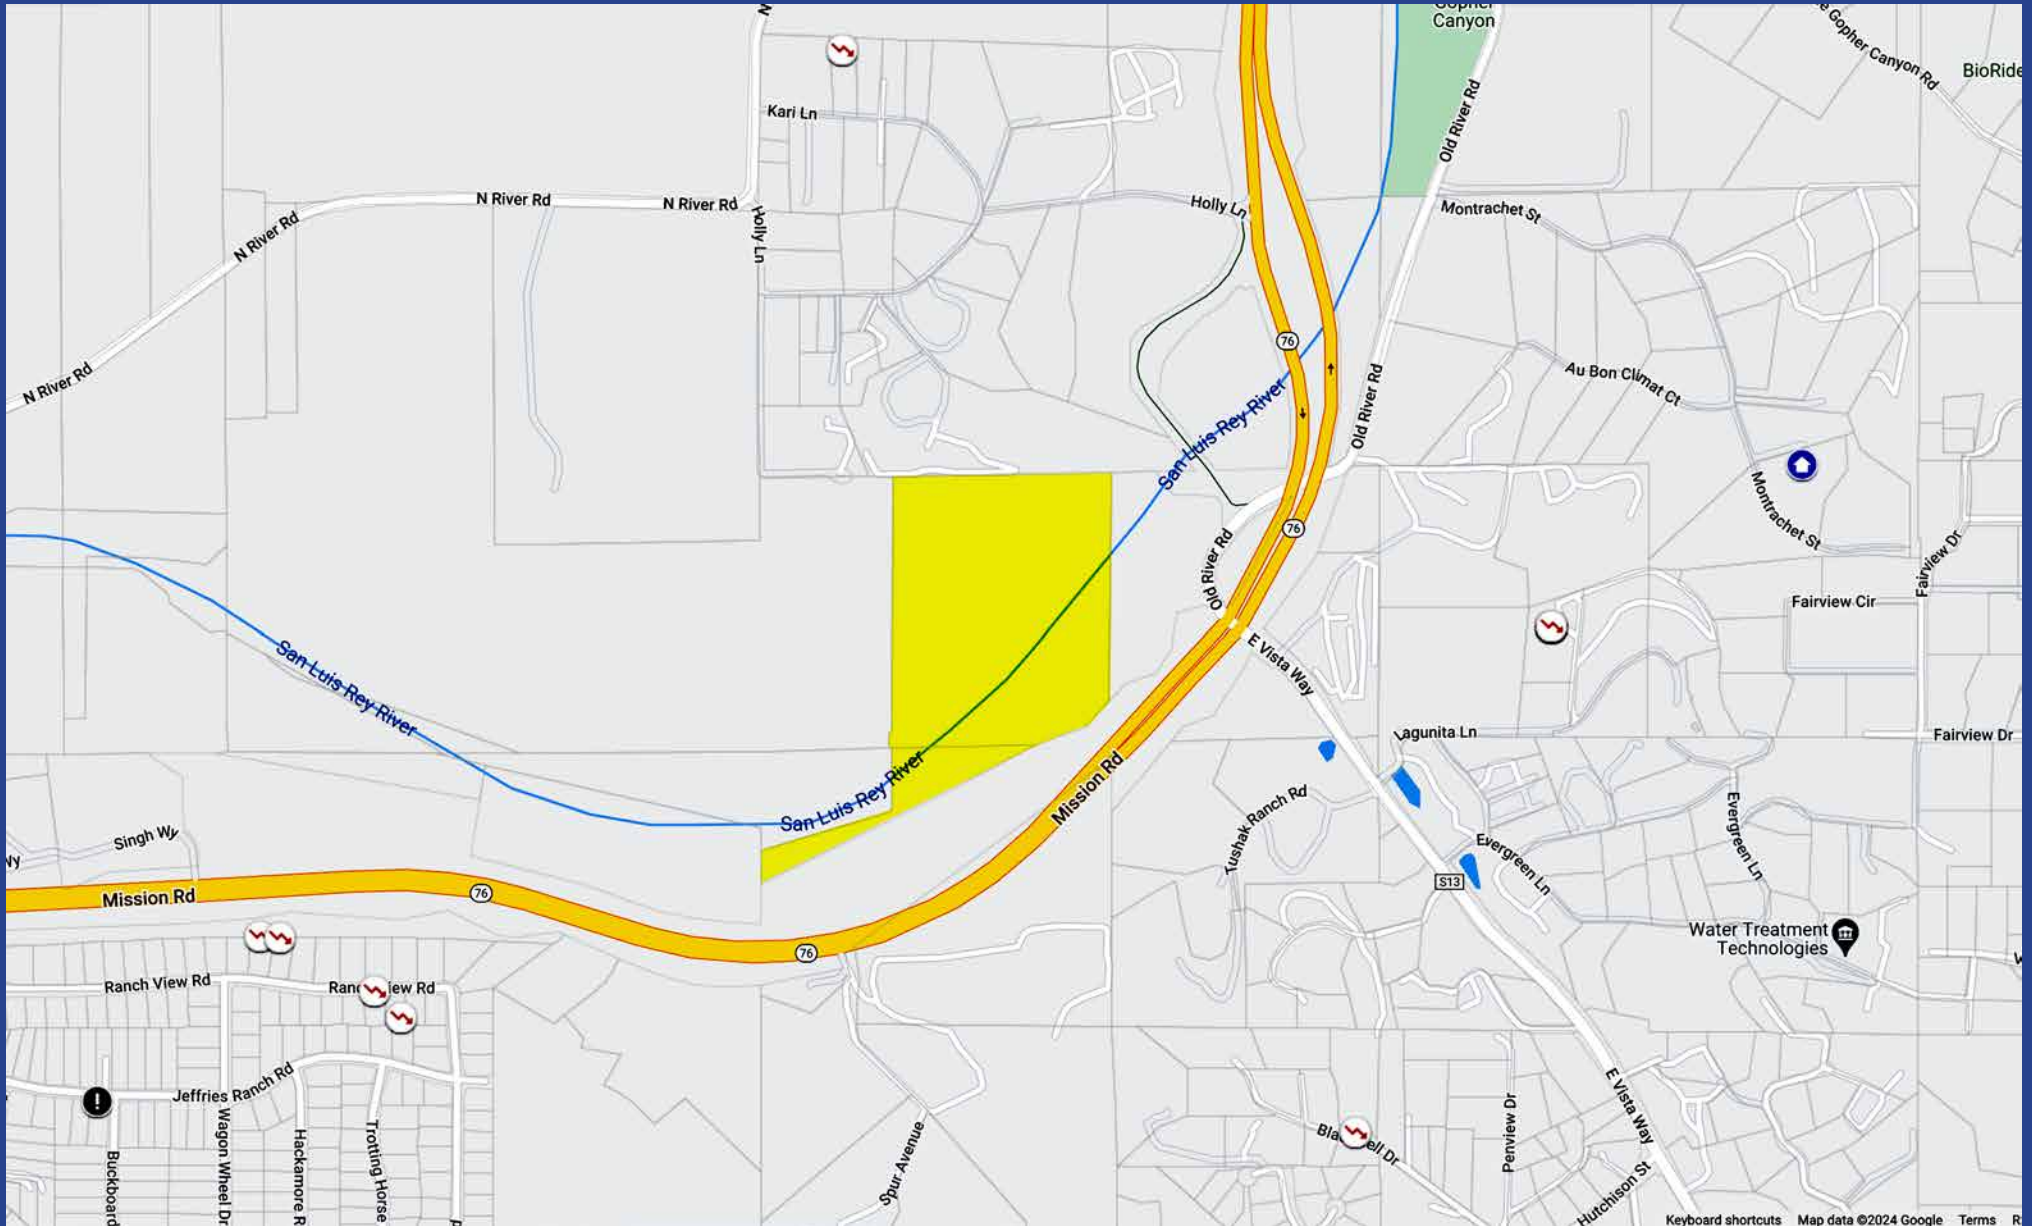 Gopher
Canyon
Gopher Canyon Rd
BioRide
Kari Ln
Old River Rd
N River Rd
N River Rd
N River Rd
Holly Ln
Holly Ln
Montrachet St
76
N River Rd
San Luis Rey River
Old River Rd
Au Bon Climat Ct
Montrachet St
76
Old River Rd
Fairview Dr
Fairview Cir
E Vista Way
San Luis Rey River
Lagunita Ln
Fairview Dr
San Luis Rey River
Mission Rd
Tushak Ranch Rd
Evergreen Ln
Singh Wy
Wy
Evergreen Ln
S13
Mission Rd
76
76
Water Treatment
Technologies
Ranch View Rd
Jeffries Ranch Rd
Wagon Wheel Dr
Hackamore R
Trotting Horse
Buckboard
Spur Avenue
Penview Dr
E Vista Way
Hutchison St
Keyboard shortcuts Map data ©2024 Google Terms